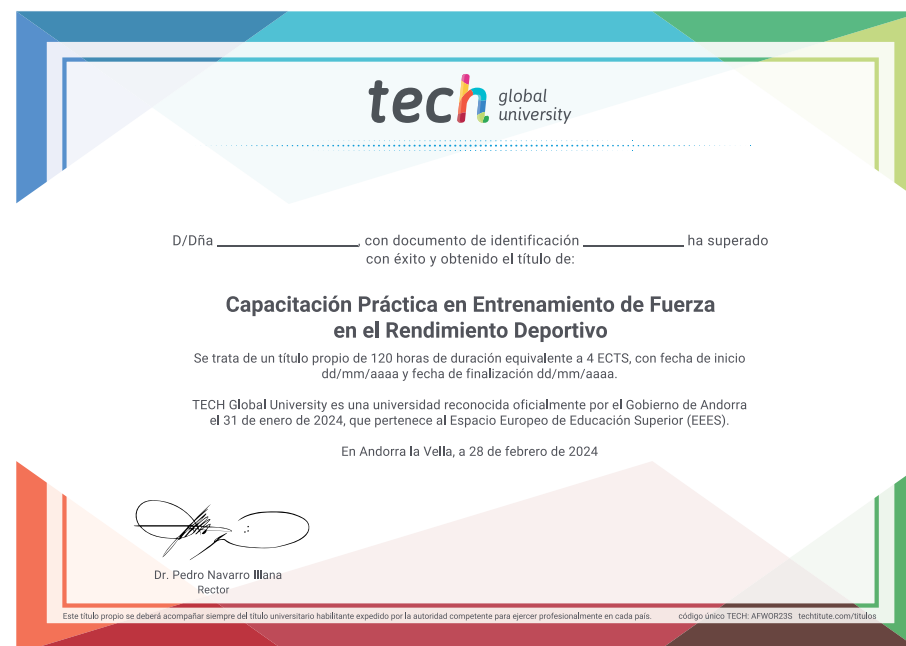 tech global university
D/Dña ____________________, con documento de identificación ______________ ha superado
con éxito y obtenido el título de:
Capacitación Práctica en Entrenamiento de Fuerza
en el Rendimiento Deportivo
Se trata de un título propio de 120 horas de duración equivalente a 4 ECTS, con fecha de inicio
dd/mm/aaaa y fecha de finalización dd/mm/aaaa.
TECH Global University es una universidad reconocida oficialmente por el Gobierno de Andorra
el 31 de enero de 2024, que pertenece al Espacio Europeo de Educación Superior (EEES).
En Andorra la Vella, a 28 de febrero de 2024
Dr. Pedro Navarro Illana
Rector
Este título propio se deberá acompañar siempre del título universitario habilitante expedido por la autoridad competente para ejercer profesionalmente en cada país. código único TECH: AFWOR23S techtitute.com/titulos